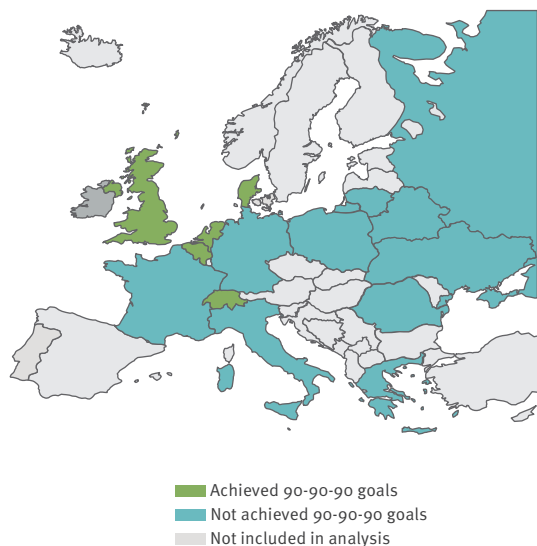 Achieved 90-90-90 goals
Not achieved 90-90-90 goals
Not included in analysis